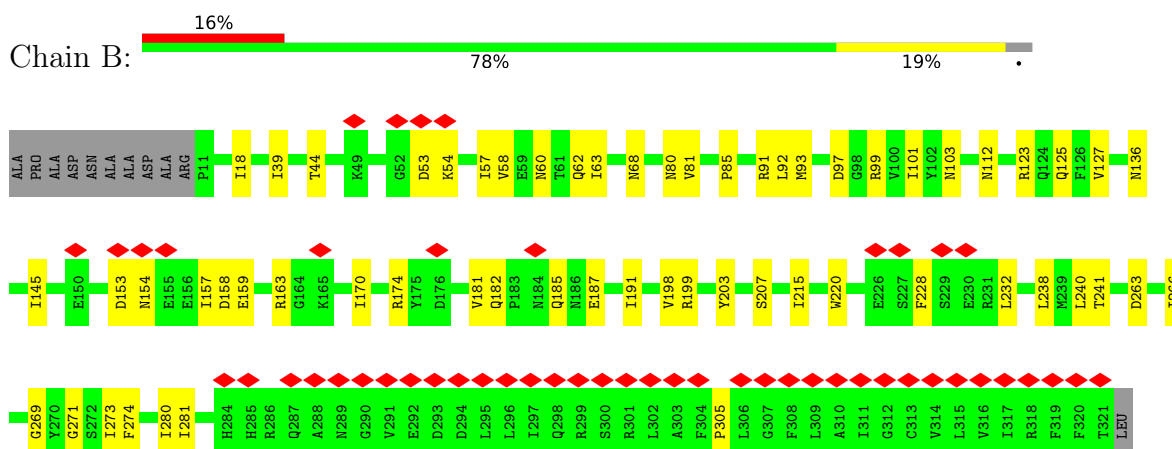 16%
Chain B:
78% 19% •
ALA PRO ALA ASP ASN ALA ALA ASP ALA ARG P11 I18 I39 T44 K49 G52 D53 K54 I57 V58 E59 N60 T61 Q62 I63 N68 N80 V81 P85 R91 L92 M93 D97 G98 R99 V100 I101 Y102 N103 N112 R123 Q124 Q125 F126 V127 N136
I145 E150 D153 N154 E155 E156 I157 D158 E159 R163 G164 K165 I170 R174 Y175 D176 V181 Q182 P183 N184 Q185 N186 E187 I191 V198 R199 Y203 S207 I215 W220 E226 S227 F228 S229 E230 R231 L232 L238 M239 L240 T241 D263
G269 Y270 G271 S272 I273 F274 I280 I281 H284 H285 R286 Q287 A288 N289 G290 V291 E292 D293 D294 L295 L296 I297 Q298 R299 S300 R301 L302 A303 F304 P305 L306 G307 F308 L309 A310 I311 G312 C313 V314 L315 V316 I317 R318 F319 F320 T321 LEU